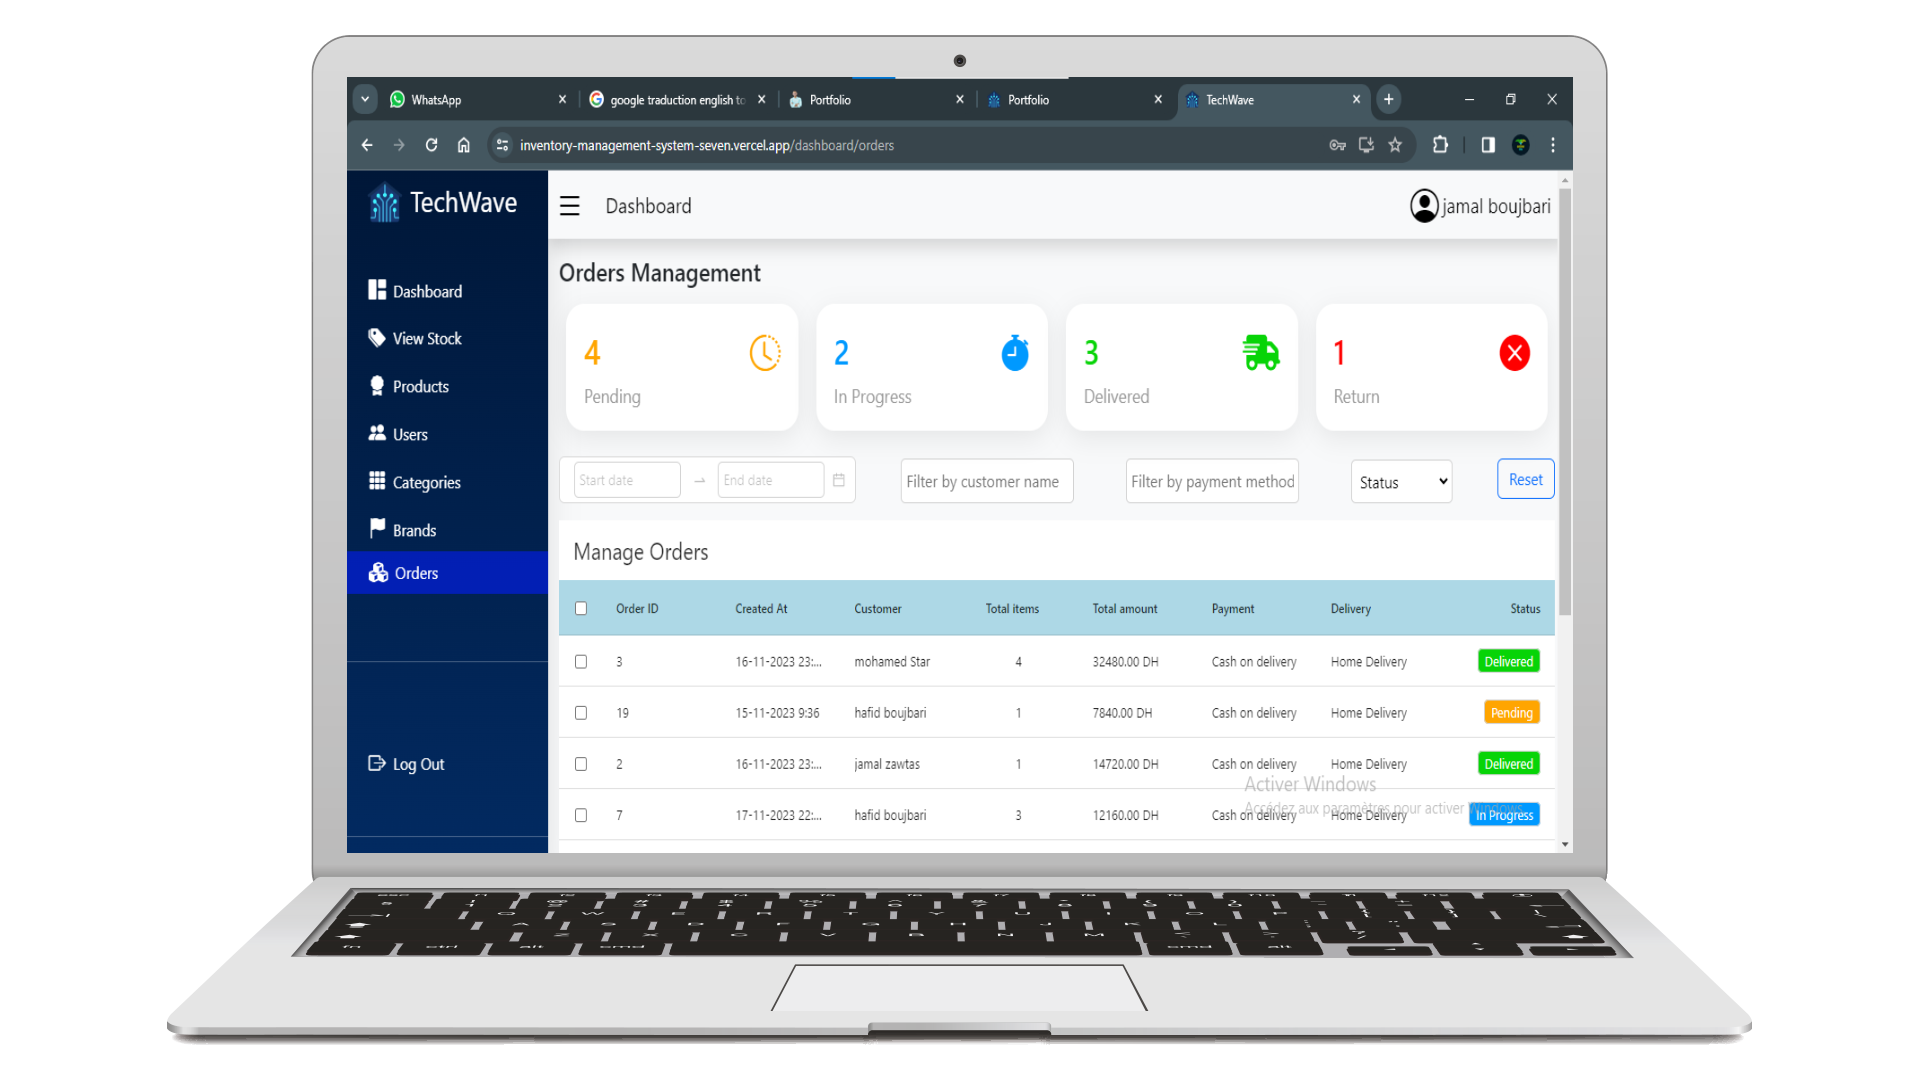 WhatsApp
google traduction english to
Portfolio
Portfolio
TechWave
inventory-management-system-seven.vercel.app/dashboard/orders
TechWave
Dashboard
jamal boujbari
Dashboard
View Stock
Products
Users
Categories
Brands
Orders
Log Out
Orders Management
4
Pending
2
In Progress
3
Delivered
1
Return
Start date
End date
Filter by customer name
Filter by payment method
Status
Reset
Manage Orders
Order ID Created At Customer Total items Total amount Payment Delivery Status
3 16-11-2023 23:... mohamed Star 4 32480.00 DH Cash on delivery Home Delivery Delivered
19 15-11-2023 9:36 hafid boujbari 1 7840.00 DH Cash on delivery Home Delivery Pending
2 16-11-2023 23:... jamal zawtas 1 14720.00 DH Cash on delivery Home Delivery Delivered
Activer Windows
Accédez aux paramètres pour activer Windows.
7 17-11-2023 22:... hafid boujbari 3 12160.00 DH Cash on delivery Home Delivery In Progress
Q W E R T Y U I O P
A S D F G H J K L
Z X C V B N M
fn ctrl alt cmd cmd alt